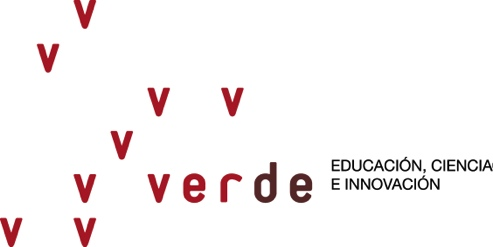 v
v
v v
v
v verde
EDUCACIÓN, CIENCIA
E INNOVACIÓN
v v